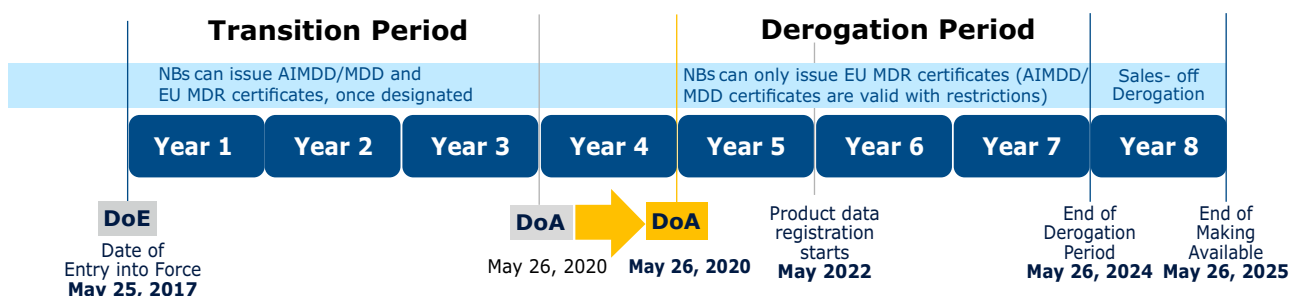 Transition Period
Derogation Period
NBs can issue AIMDD/MDD and
EU MDR certificates, once designated
NBs can only issue EU MDR certificates (AIMDD/
MDD certificates are valid with restrictions)
Sales- off
Derogation
Year 1
Year 2
Year 3
Year 4
Year 5
Year 6
Year 7
Year 8
DoE
Date of
Entry into Force
May 25, 2017
DoA
May 26, 2020
DoA
May 26, 2020
Product data
registration
starts
May 2022
End of
Derogation
Period
May 26, 2024
End of
Making
Available
May 26, 2025